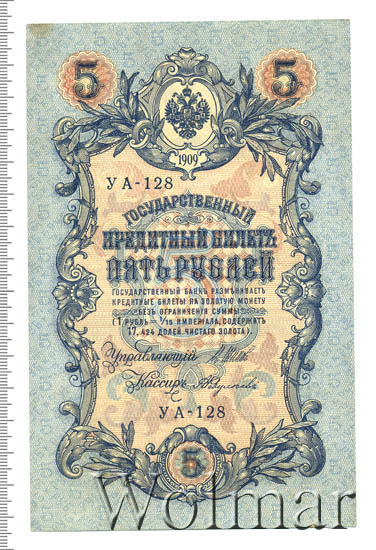 5 5
1909
УА-128
ГОСУДАРСТВЕННЫЙ
КРЕДИТНЫЙ БИЛЕТЪ
ПЯТЬ РУБЛЕЙ
ГОСУДАРСТВЕННЫЙ БАНКЪ РАЗМѢНИВАЕТЪ
КРЕДИТНЫЕ БИЛЕТЫ НА ЗОЛОТУЮ МОНЕТУ
БЕЗЪ ОГРАНИЧЕНІЯ СУММЫ
(1 РУБЛЬ = 1/15 ИМПЕРІАЛА, СОДЕРЖИТЪ
17,424 ДОЛЕЙ ЧИСТАГО ЗОЛОТА).
Управляющій
Кассиръ
УА-128
5
Wolmar